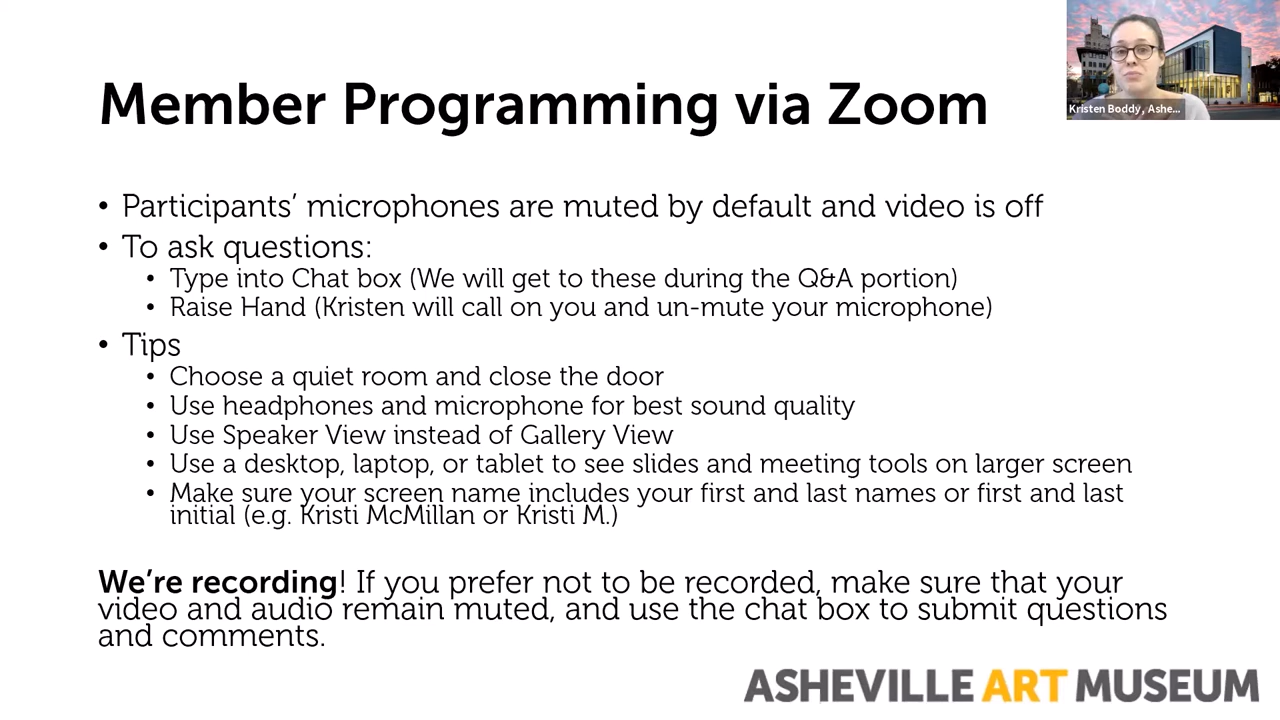 Member Programming via Zoom
Kristen Boddy, Ashe...
• Participants’ microphones are muted by default and video is off
• To ask questions:
• Type into Chat box (We will get to these during the Q&A portion)
• Raise Hand (Kristen will call on you and un-mute your microphone)
• Tips
• Choose a quiet room and close the door
• Use headphones and microphone for best sound quality
• Use Speaker View instead of Gallery View
• Use a desktop, laptop, or tablet to see slides and meeting tools on larger screen
• Make sure your screen name includes your first and last names or first and last
initial (e.g. Kristi McMillan or Kristi M.)
We’re recording! If you prefer not to be recorded, make sure that your
video and audio remain muted, and use the chat box to submit questions
and comments.
ASHEVILLE ART MUSEUM